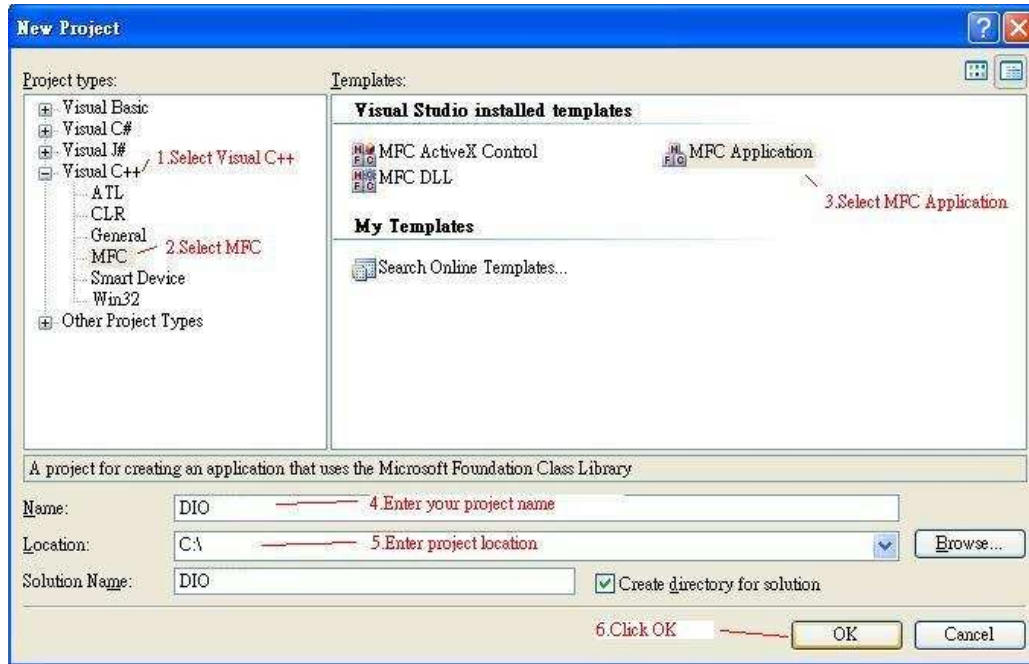 New Project
Project types:
Templates:
Visual Basic
Visual C#
Visual J#
Visual C++
ATL
CLR
General
MFC
Smart Device
Win32
Other Project Types
1.Select Visual C++
2.Select MFC
Visual Studio installed templates
MFC ActiveX Control
MFC Application
MFC DLL
3.Select MFC Application
My Templates
Search Online Templates...
A project for creating an application that uses the Microsoft Foundation Class Library
Name:
DIO
4.Enter your project name
Location:
C:\
5.Enter project location
Browse...
Solution Name:
DIO
Create directory for solution
6.Click OK
OK
Cancel